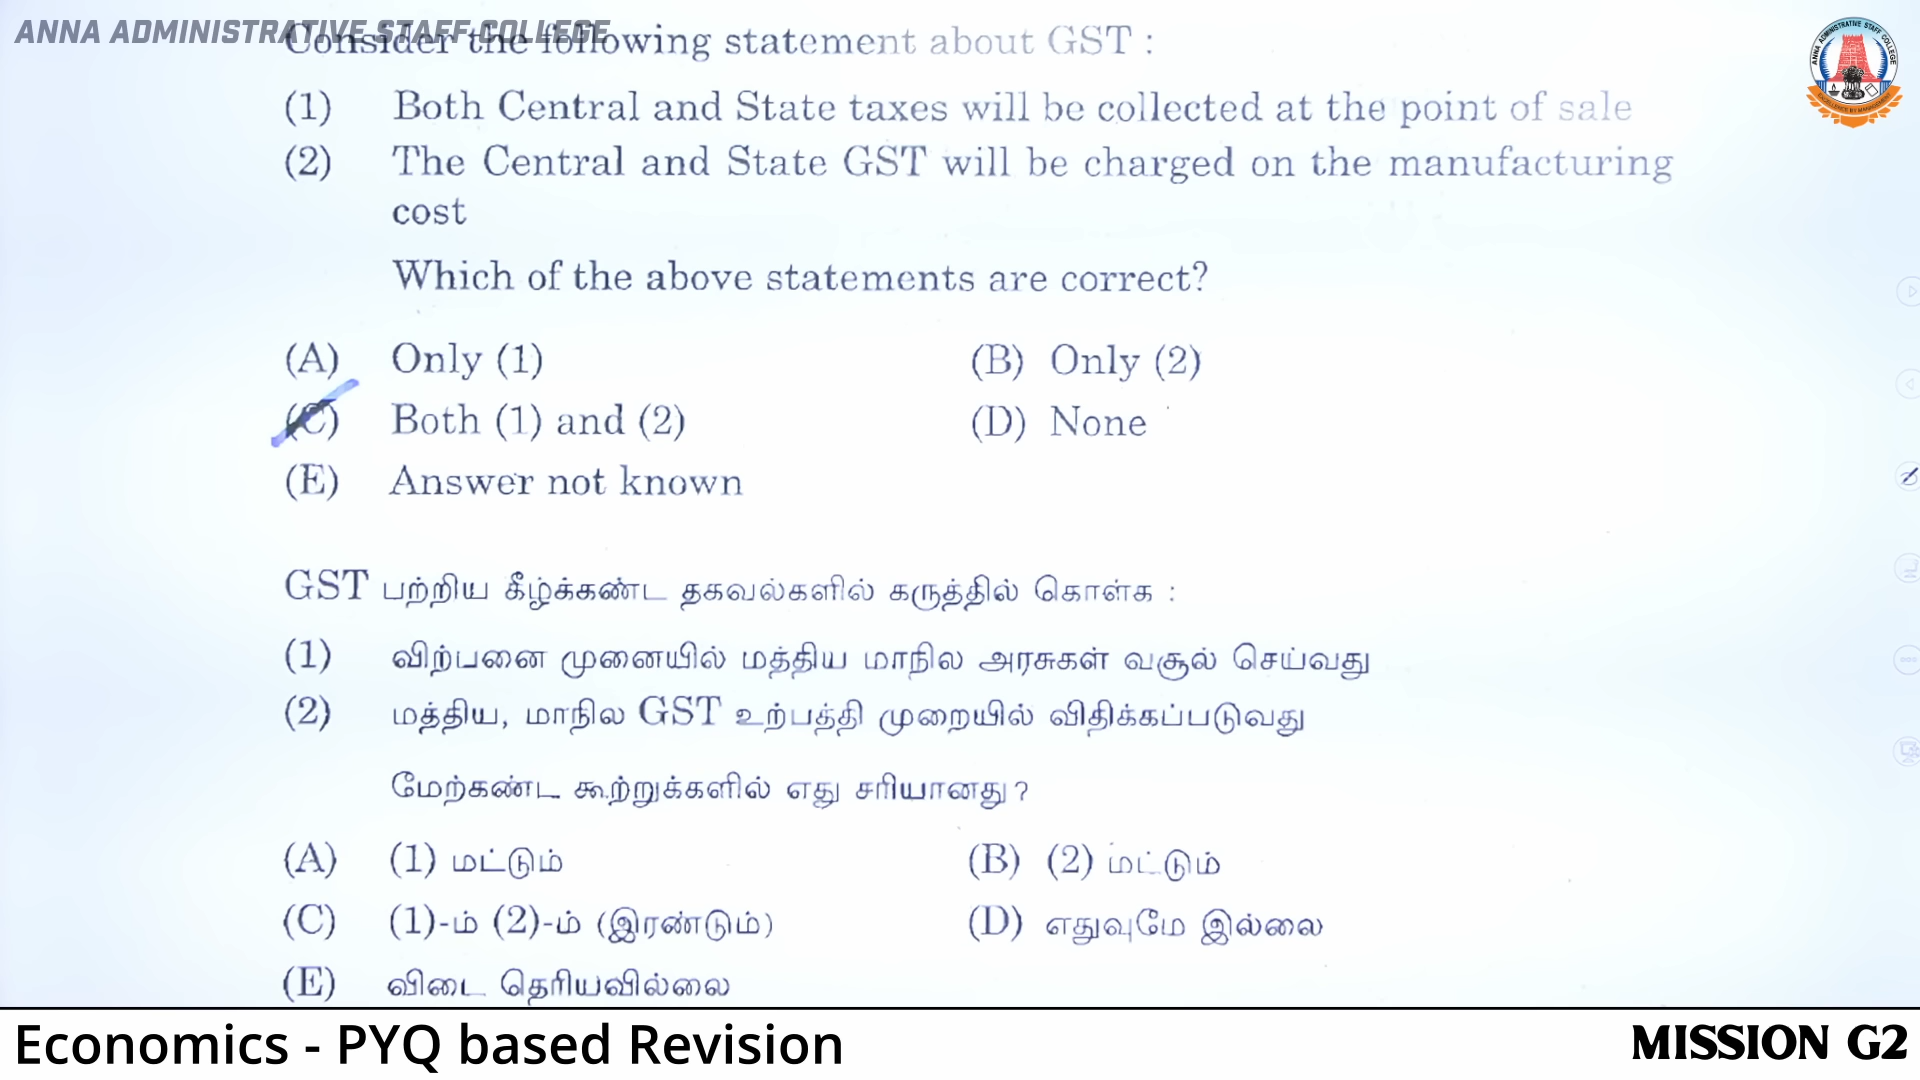 ANNA ADMINISTRATIVE STAFF COLLEGE
Consider the following statement about GST :
(1) Both Central and State taxes will be collected at the point of sale
(2) The Central and State GST will be charged on the manufacturing
cost
Which of the above statements are correct?
(A) Only (1) (B) Only (2)
(C) Both (1) and (2) (D) None
(E) Answer not known
GST பற்றிய கீழ்க்கண்ட தகவல்களில் கருத்தில் கொள்க :
(1) விற்பனை முனையில் மத்திய மாநில அரசுகள் வசூல் செய்வது
(2) மத்திய, மாநில GST உற்பத்தி முறையில் விதிக்கப்படுவது
மேற்கண்ட கூற்றுக்களில் எது சரியானது?
(A) (1) மட்டும் (B) (2) மட்டும்
(C) (1)-ம் (2)-ம் (இரண்டும்) (D) எதுவுமே இல்லை
(E) விடை தெரியவில்லை
Economics - PYQ based Revision
MISSION G2